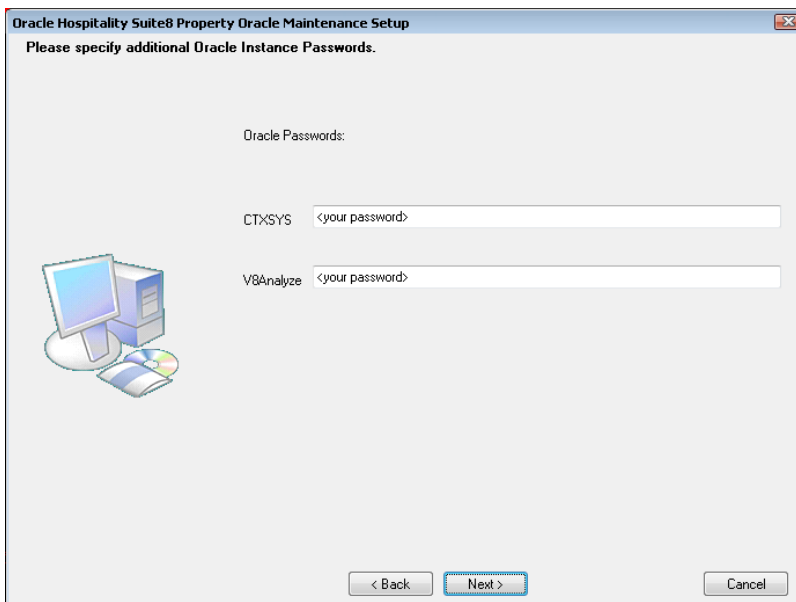 Oracle Hospitality Suite8 Property Oracle Maintenance Setup
Please specify additional Oracle Instance Passwords.
Oracle Passwords:
CTXSYS <your password>
V8Analyze <your password>
< Back Next > Cancel